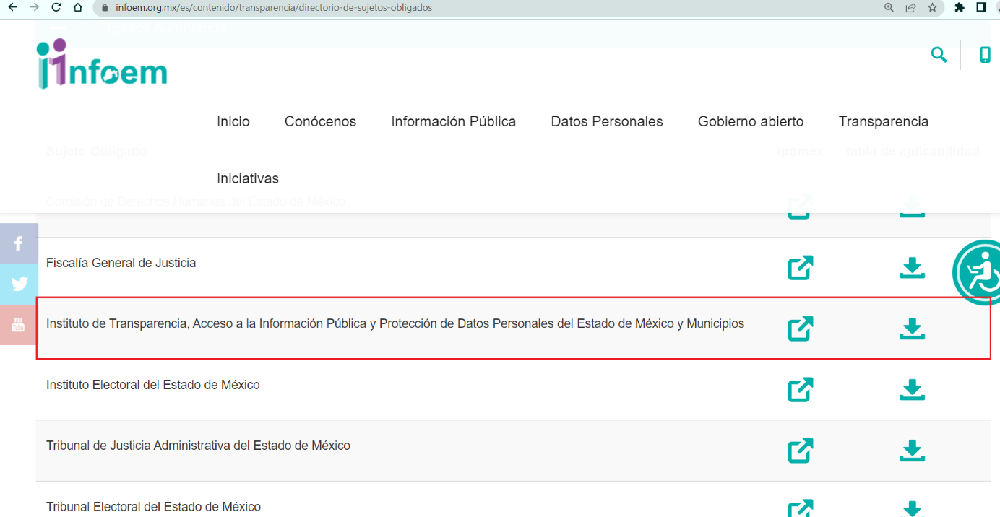 infoem.org.mx/es/contenido/transparencia/directorio-de-sujetos-obligados
Órganos Autónomos
infoem
Inicio Conócenos Información Pública Datos Personales Gobierno abierto Transparencia
Sujeto Obligado ipomex tabla de aplicabilidad
Iniciativas
Comisión de Derechos Humanos del Estado de México
Fiscalía General de Justicia
Instituto de Transparencia, Acceso a la Información Pública y Protección de Datos Personales del Estado de México y Municipios
You Tube
Instituto Electoral del Estado de México
Tribunal de Justicia Administrativa del Estado de México
Tribunal Electoral del Estado de México